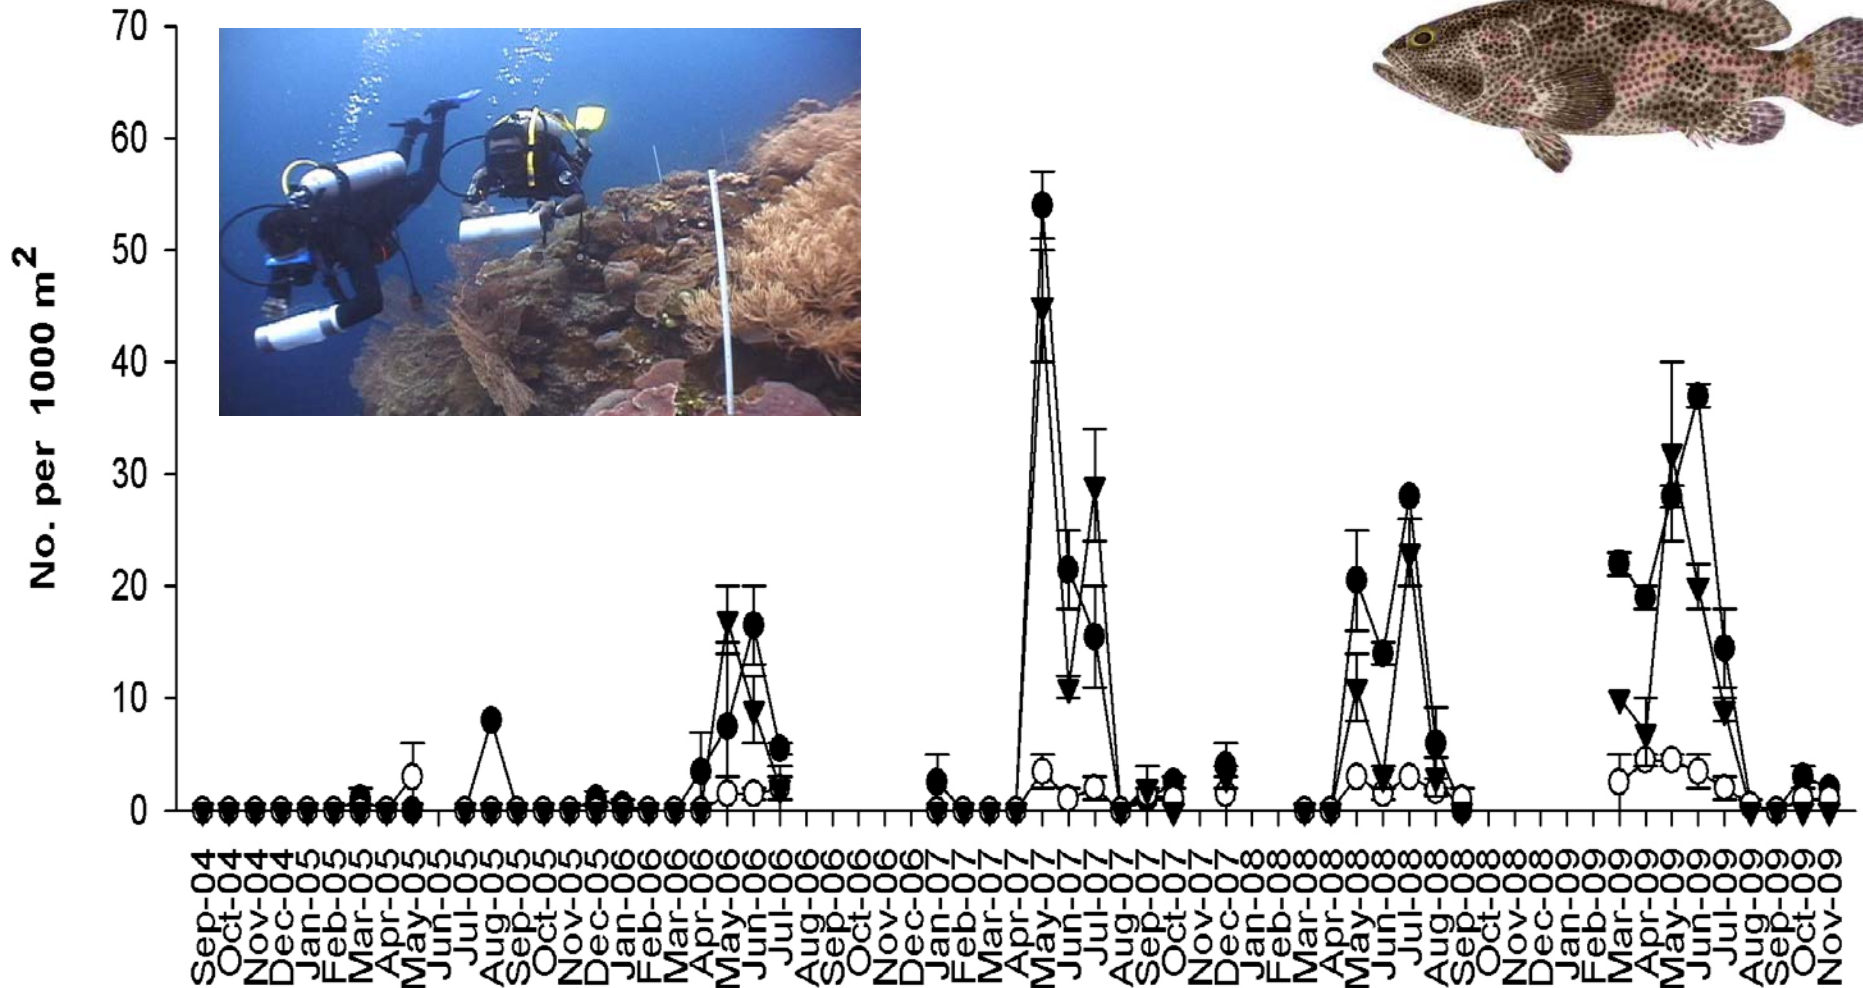 70
60
50
40
30
20
10
0
No. per 1000 m²
Sep-04
Oct-04
Nov-04
Dec-04
Jan-05
Feb-05
Mar-05
Apr-05
May-05
Jun-05
Jul-05
Aug-05
Sep-05
Oct-05
Nov-05
Dec-05
Jan-06
Feb-06
Mar-06
Apr-06
May-06
Jun-06
Jul-06
Aug-06
Sep-06
Oct-06
Nov-06
Dec-06
Jan-07
Feb-07
Mar-07
Apr-07
May-07
Jun-07
Jul-07
Aug-07
Sep-07
Oct-07
Nov-07
Dec-07
Jan-08
Feb-08
Mar-08
Apr-08
May-08
Jun-08
Jul-08
Aug-08
Sep-08
Oct-08
Nov-08
Dec-08
Jan-09
Feb-09
Mar-09
Apr-09
May-09
Jun-09
Jul-09
Aug-09
Sep-09
Oct-09
Nov-09